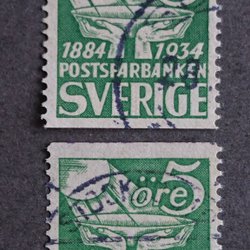 1884 1934
POSTSPARBANKEN
SVERIGE
öre 5